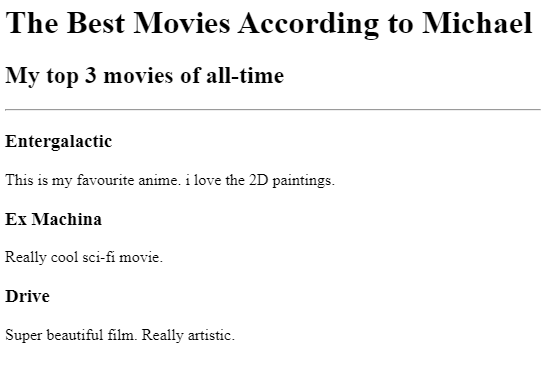 The Best Movies According to Michael
My top 3 movies of all-time
Entergalactic
This is my favourite anime. i love the 2D paintings.
Ex Machina
Really cool sci-fi movie.
Drive
Super beautiful film. Really artistic.